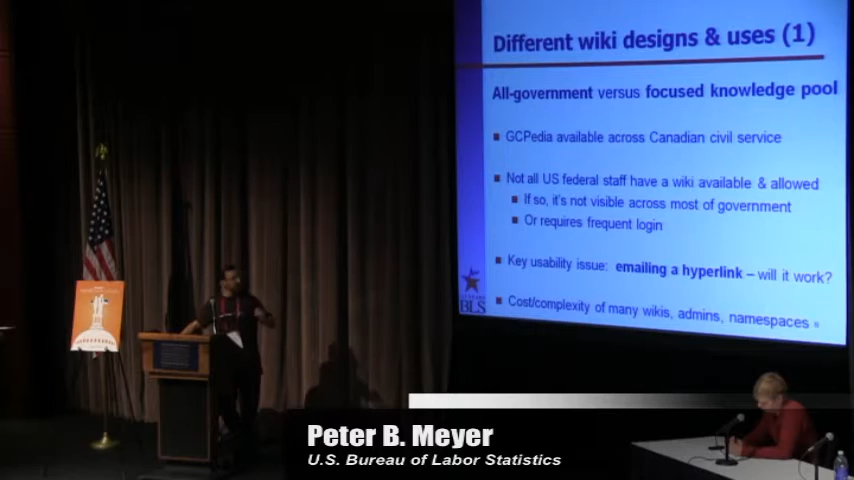 Different wiki designs & uses (1)
All-government versus focused knowledge pool
GCPedia available across Canadian civil service
Not all US federal staff have a wiki available & allowed
If so, it's not visible across most of government
Or requires frequent login
Key usability issue: emailing a hyperlink – will it work?
Cost/complexity of many wikis, admins, namespaces
BLS
Peter B. Meyer
U.S. Bureau of Labor Statistics